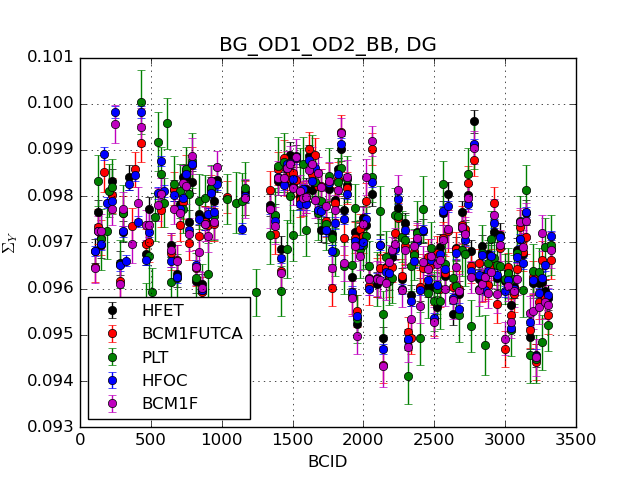 BG_OD1_OD2_BB, DG
0.101
0.100
0.099
0.098
0.097
0.096
0.095
0.094
0.093
Σ_Y
HFET
BCM1FUTCA
PLT
HFOC
BCM1F
0 500 1000 1500 2000 2500 3000 3500
BCID